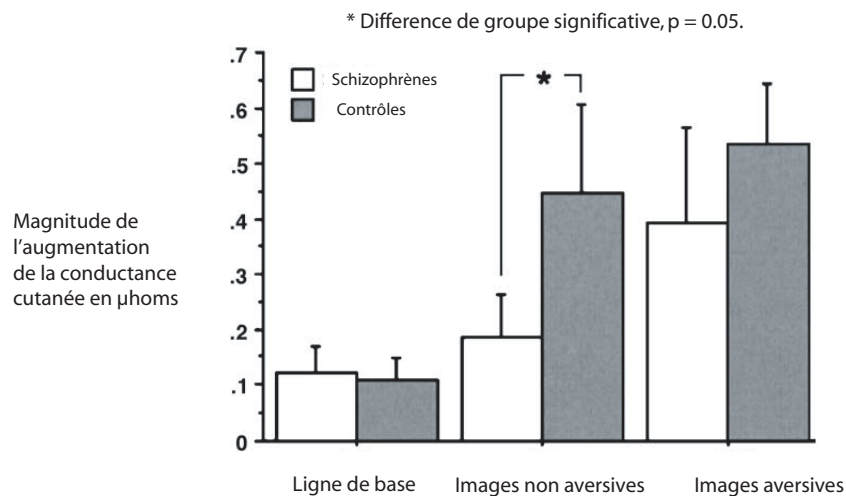 * Difference de groupe significative, p = 0.05.
.7
.6
.5
.4
.3
.2
.1
0
Schizophrènes
Contrôles
*
Magnitude de
l'augmentation
de la conductance
cutanée en µhoms
Ligne de base Images non aversives Images aversives